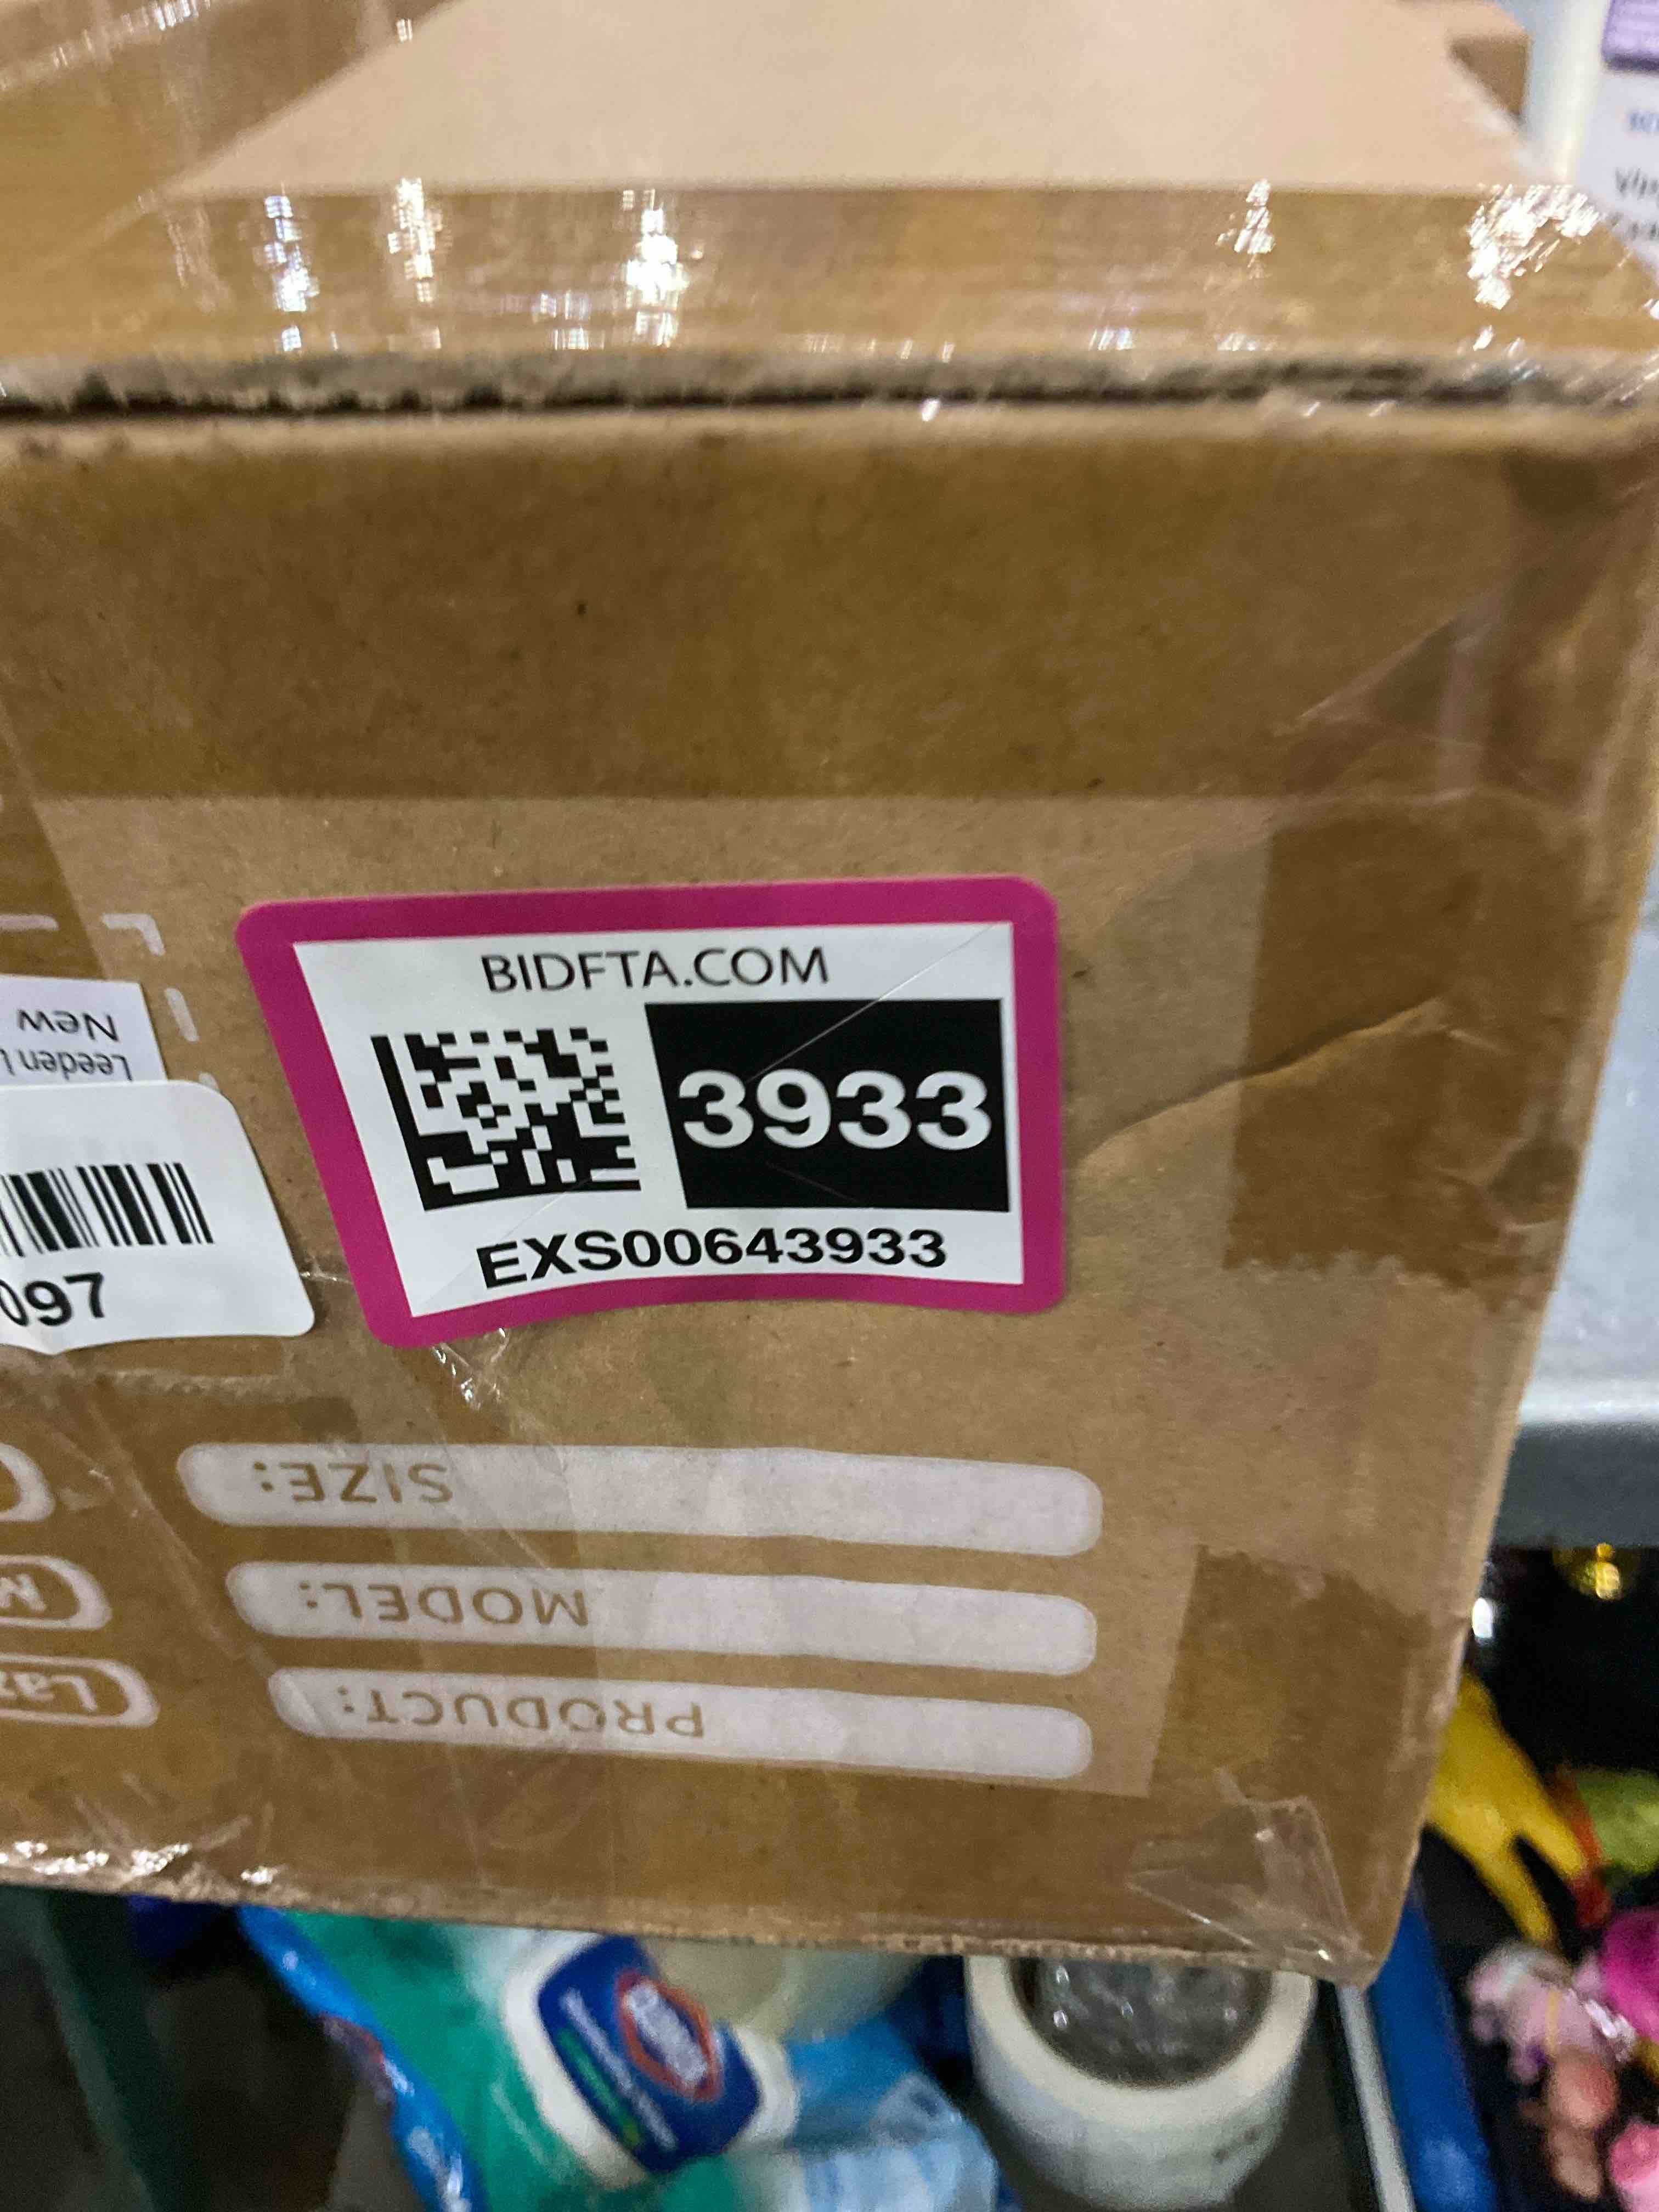 BIDFTA.COM
3933
EXS00643933
New
Leeden
097
SIZE:
MODEL:
PRODUCT: